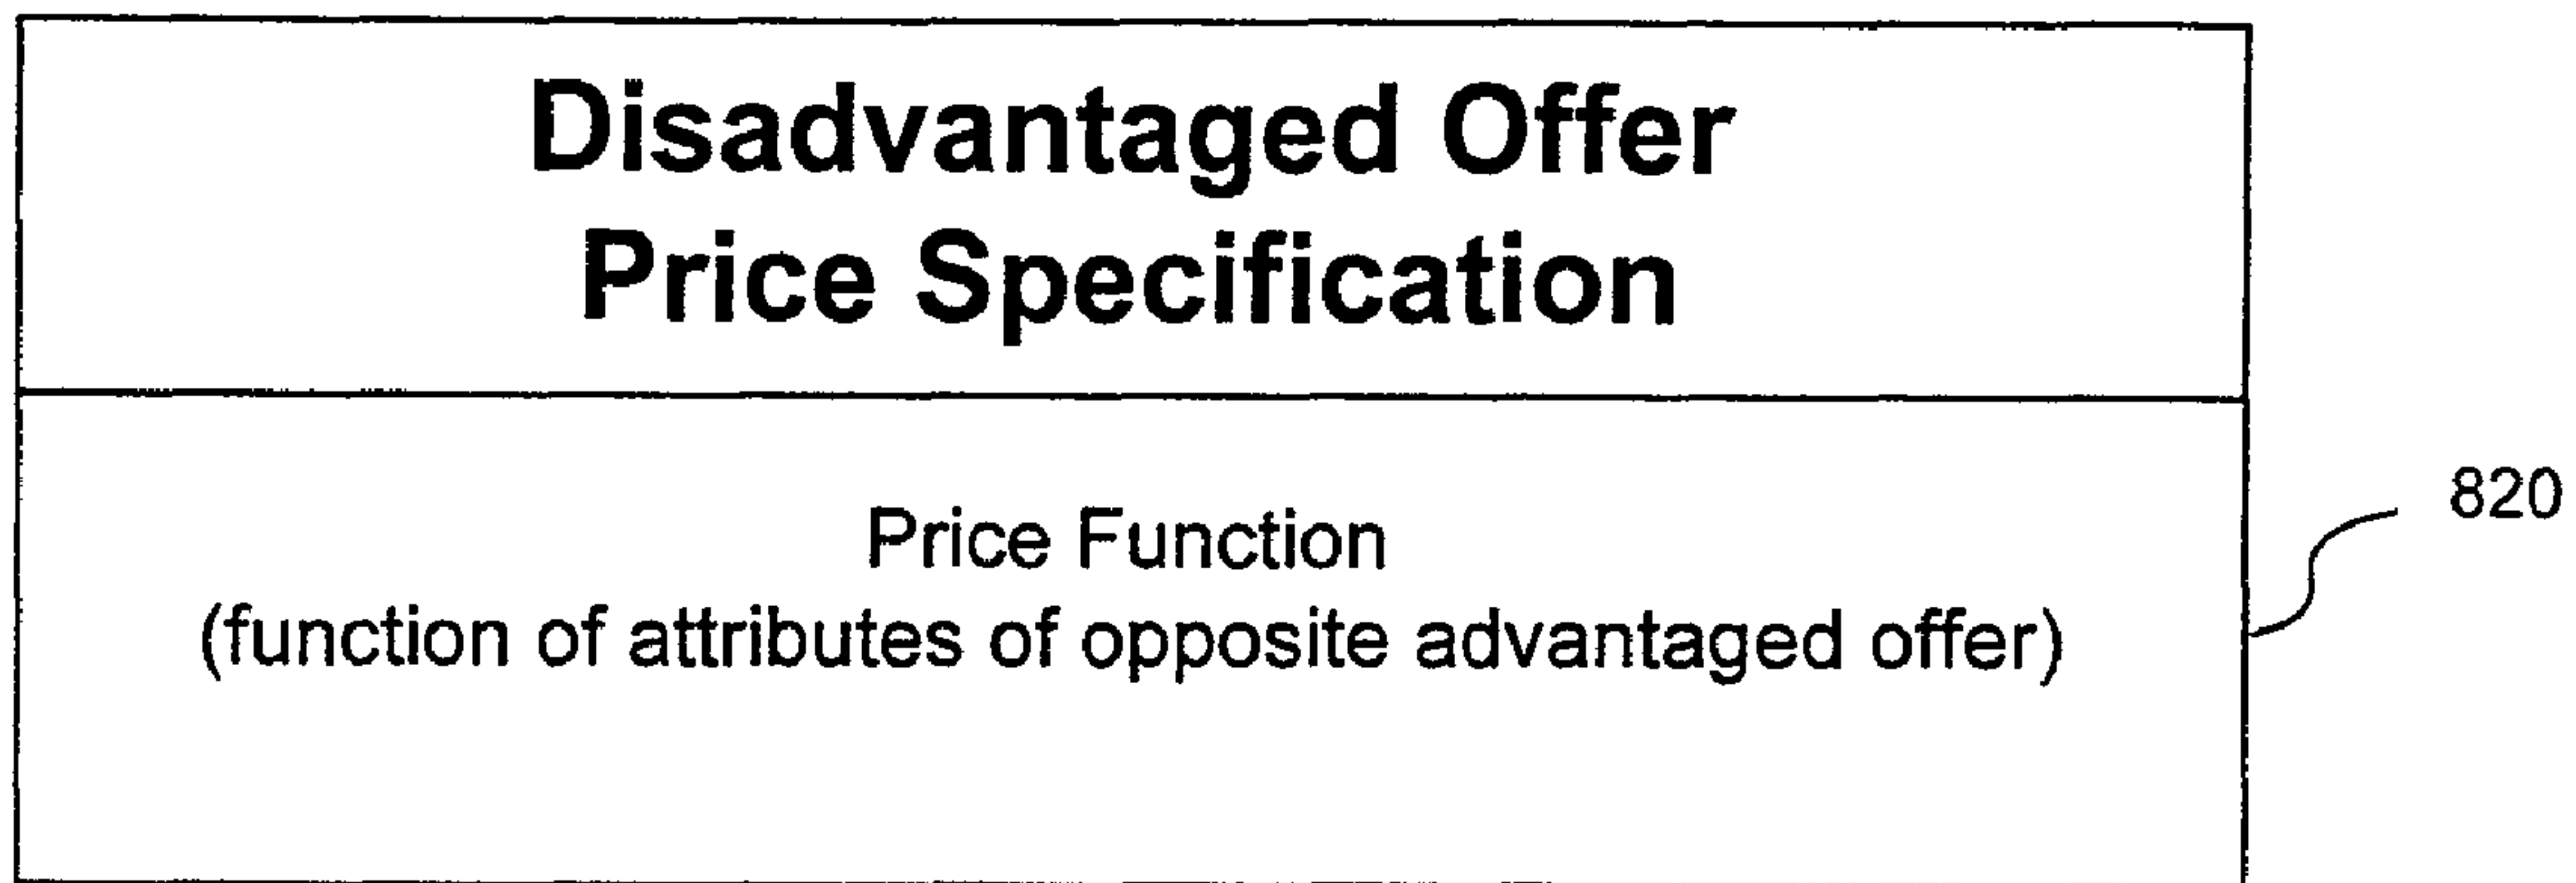 Disadvantaged Offer
Price Specification
Price Function
(function of attributes of opposite advantaged offer)
820